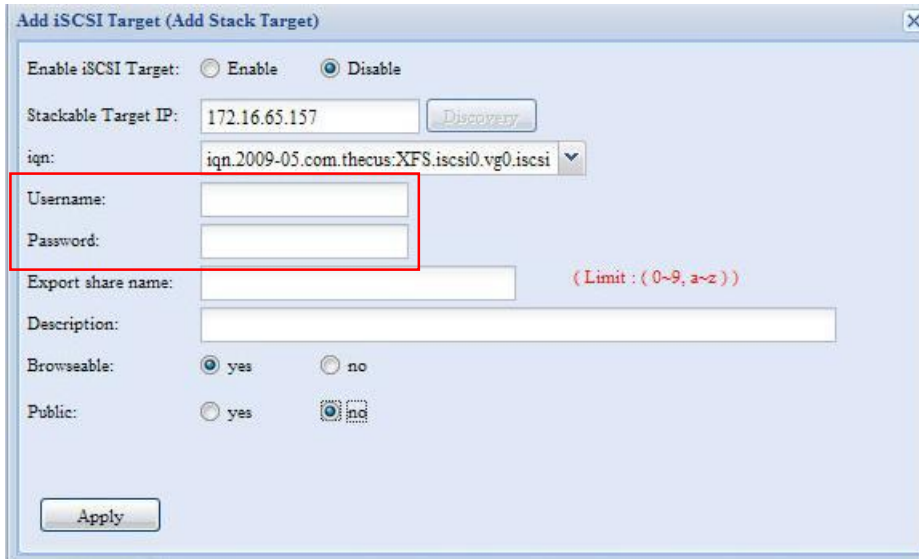 Add iSCSI Target (Add Stack Target)
Enable iSCSI Target: Enable Disable
Stackable Target IP: 172.16.65.157 Discovery
iqn: iqn.2009-05.com.thecus:XFS.iscsi0.vg0.iscsi
Username:
Password:
Export share name: ( Limit : ( 0~9, a~z ) )
Description:
Browseable: yes no
Public: yes no
Apply